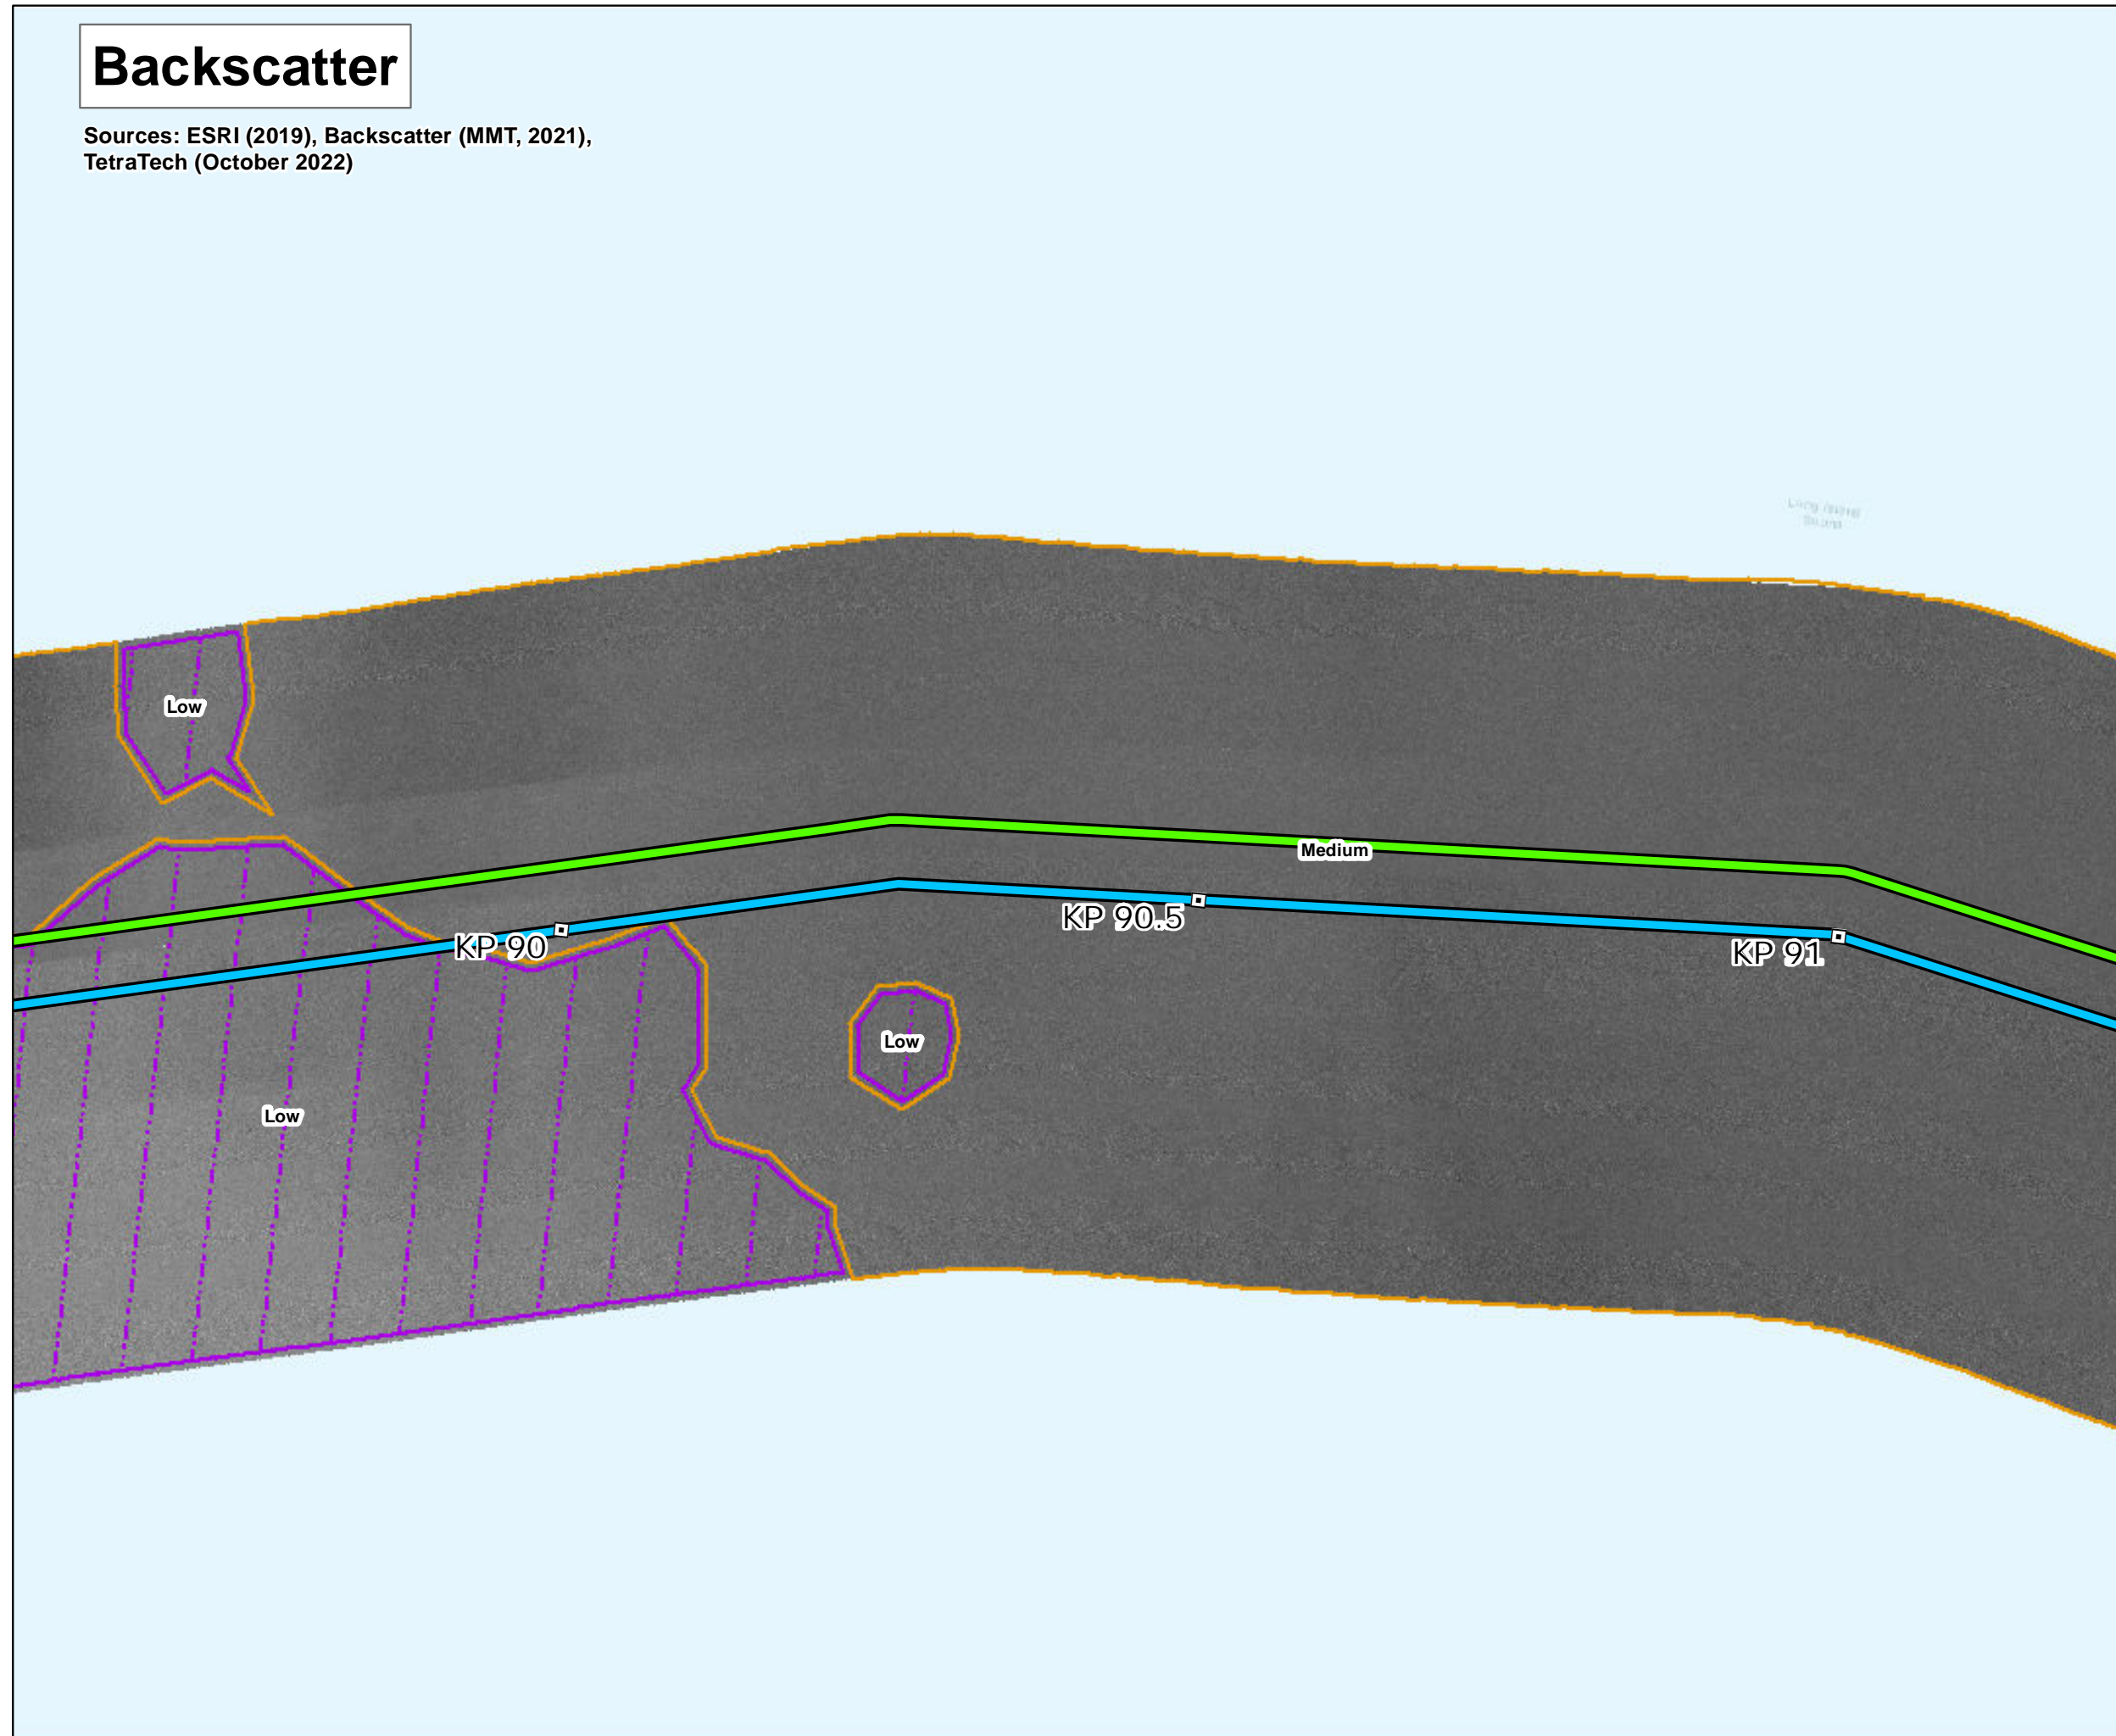 Backscatter
Sources: ESRI (2019), Backscatter (MMT, 2021),
TetraTech (October 2022)
Low
Medium
KP 90.5
KP 90
KP 91
Low
Low